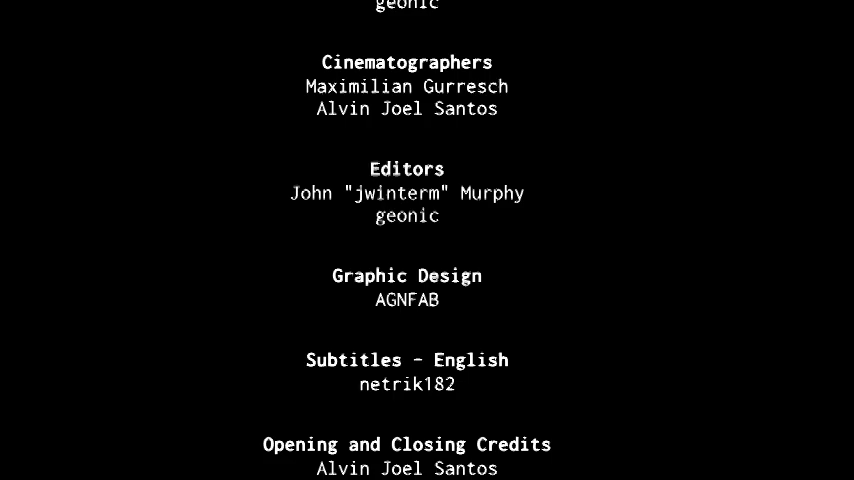 geonic
Cinematographers
Maximilian Gurresch
Alvin Joel Santos
Editors
John "jwinterm" Murphy
geonic
Graphic Design
AGNFAB
Subtitles - English
netrik182
Opening and Closing Credits
Alvin Joel Santos